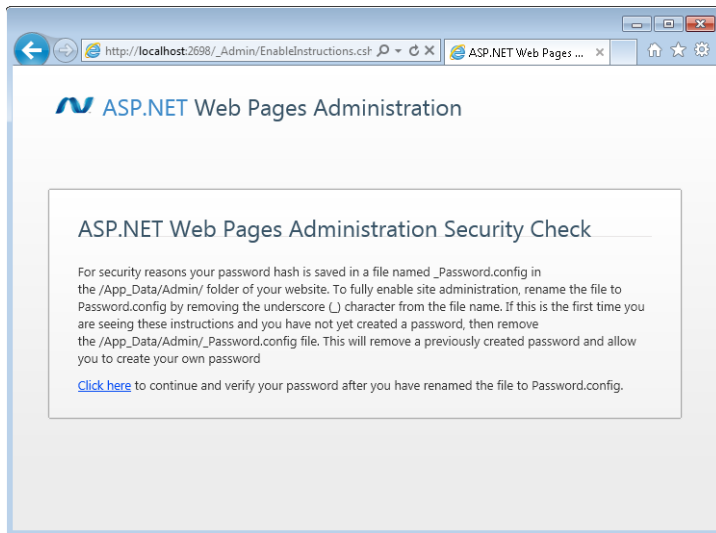 http://localhost:2698/_Admin/EnableInstructions.csh
ASP.NET Web Pages ...
ASP.NET Web Pages Administration
ASP.NET Web Pages Administration Security Check
For security reasons your password hash is saved in a file named _Password.config in
the /App_Data/Admin/ folder of your website. To fully enable site administration, rename the file to
Password.config by removing the underscore (_) character from the file name. If this is the first time you
are seeing these instructions and you have not yet created a password, then remove
the /App_Data/Admin/_Password.config file. This will remove a previously created password and allow
you to create your own password
Click here to continue and verify your password after you have renamed the file to Password.config.